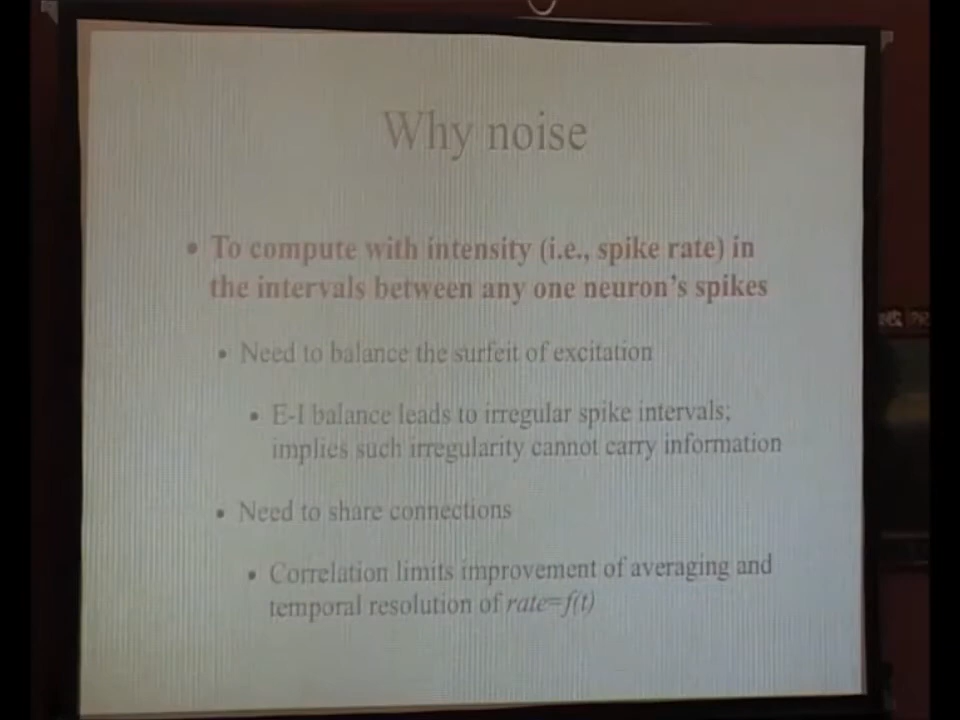 Why noise
• To compute with intensity (i.e., spike rate) in
the intervals between any one neuron's spikes
• Need to balance the surfeit of excitation
• E-I balance leads to irregular spike intervals;
implies such irregularity cannot carry information
• Need to share connections
• Correlation limits improvement of averaging and
temporal resolution of rate=f(t)